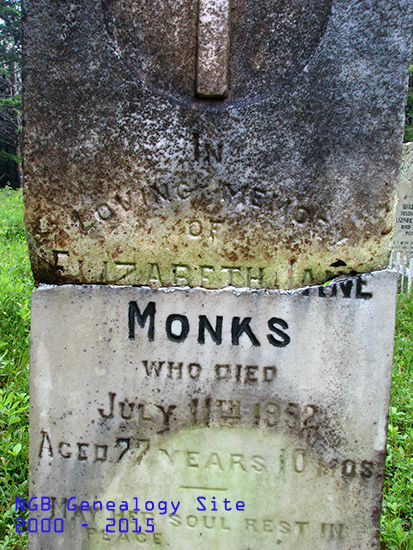 IN
LOVING MEMORY
OF
ELIZABETH JANE
MONKS
WHO DIED
JULY 11TH 1952
AGED 77 YEARS 10 MOS.
SOUL REST IN
PEACE
NGB Genealogy Site
2000 - 2015